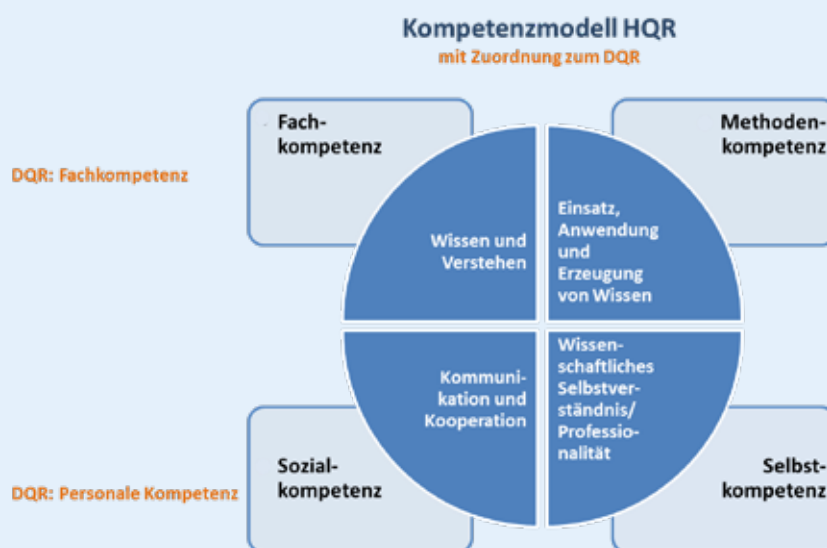 Kompetenzmodell HQR
mit Zuordnung zum DQR
Fach-
kompetenz
Methoden-
kompetenz
DQR: Fachkompetenz
Wissen und
Verstehen
Einsatz,
Anwendung
und
Erzeugung
von Wissen
Kommuni-
kation und
Kooperation
Wissen-
schaftliches
Selbstver-
ständnis/
Professio-
nalität
DQR: Personale Kompetenz
Sozial-
kompetenz
Selbst-
kompetenz